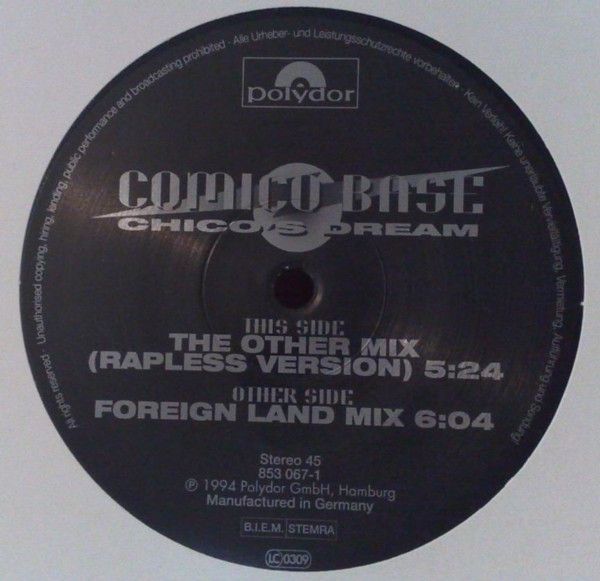 All rights reserved · Unauthorised copying, hiring, lending, public performance and broadcasting prohibited · Alle Urheber- und Leistungsschutzrechte vorbehalten · Kein Verleih! Keine unerlaubte Vervielfältigung, Vermietung, Aufführung und Sendung!
polydor
COMICO BASE
CHICO'S DREAM
THIS SIDE
THE OTHER MIX
(RAPLESS VERSION) 5:24
OTHER SIDE
FOREIGN LAND MIX 6:04
Stereo 45
853 067-1
℗ 1994 Polydor GmbH, Hamburg
Manufactured in Germany
B.I.E.M. STEMRA
LC 0309